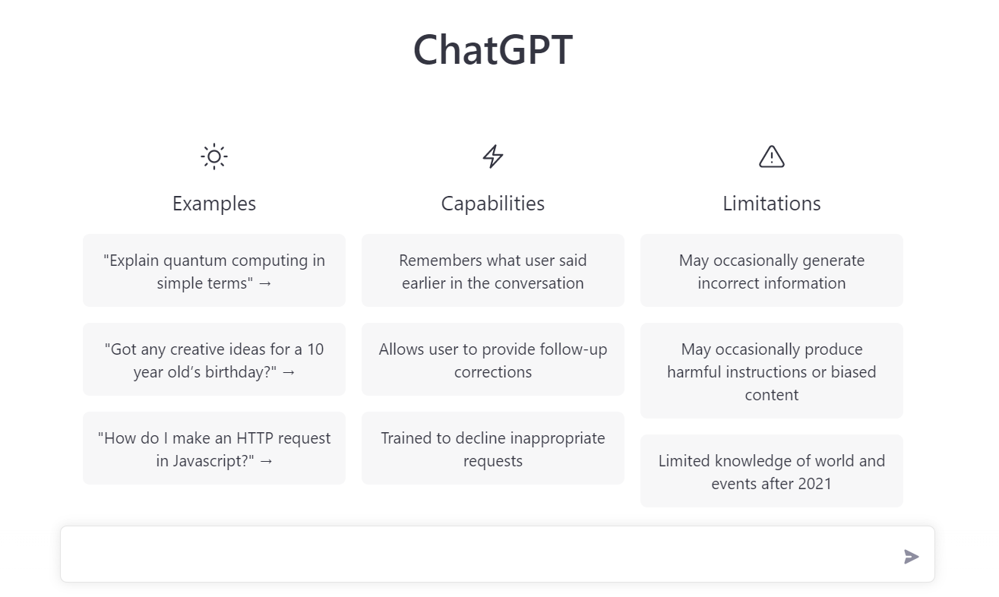 ChatGPT
Examples
"Explain quantum computing in
simple terms" →
"Got any creative ideas for a 10
year old's birthday?" →
"How do I make an HTTP request
in Javascript?" →
Capabilities
Remembers what user said
earlier in the conversation
Allows user to provide follow-up
corrections
Trained to decline inappropriate
requests
Limitations
May occasionally generate
incorrect information
May occasionally produce
harmful instructions or biased
content
Limited knowledge of world and
events after 2021